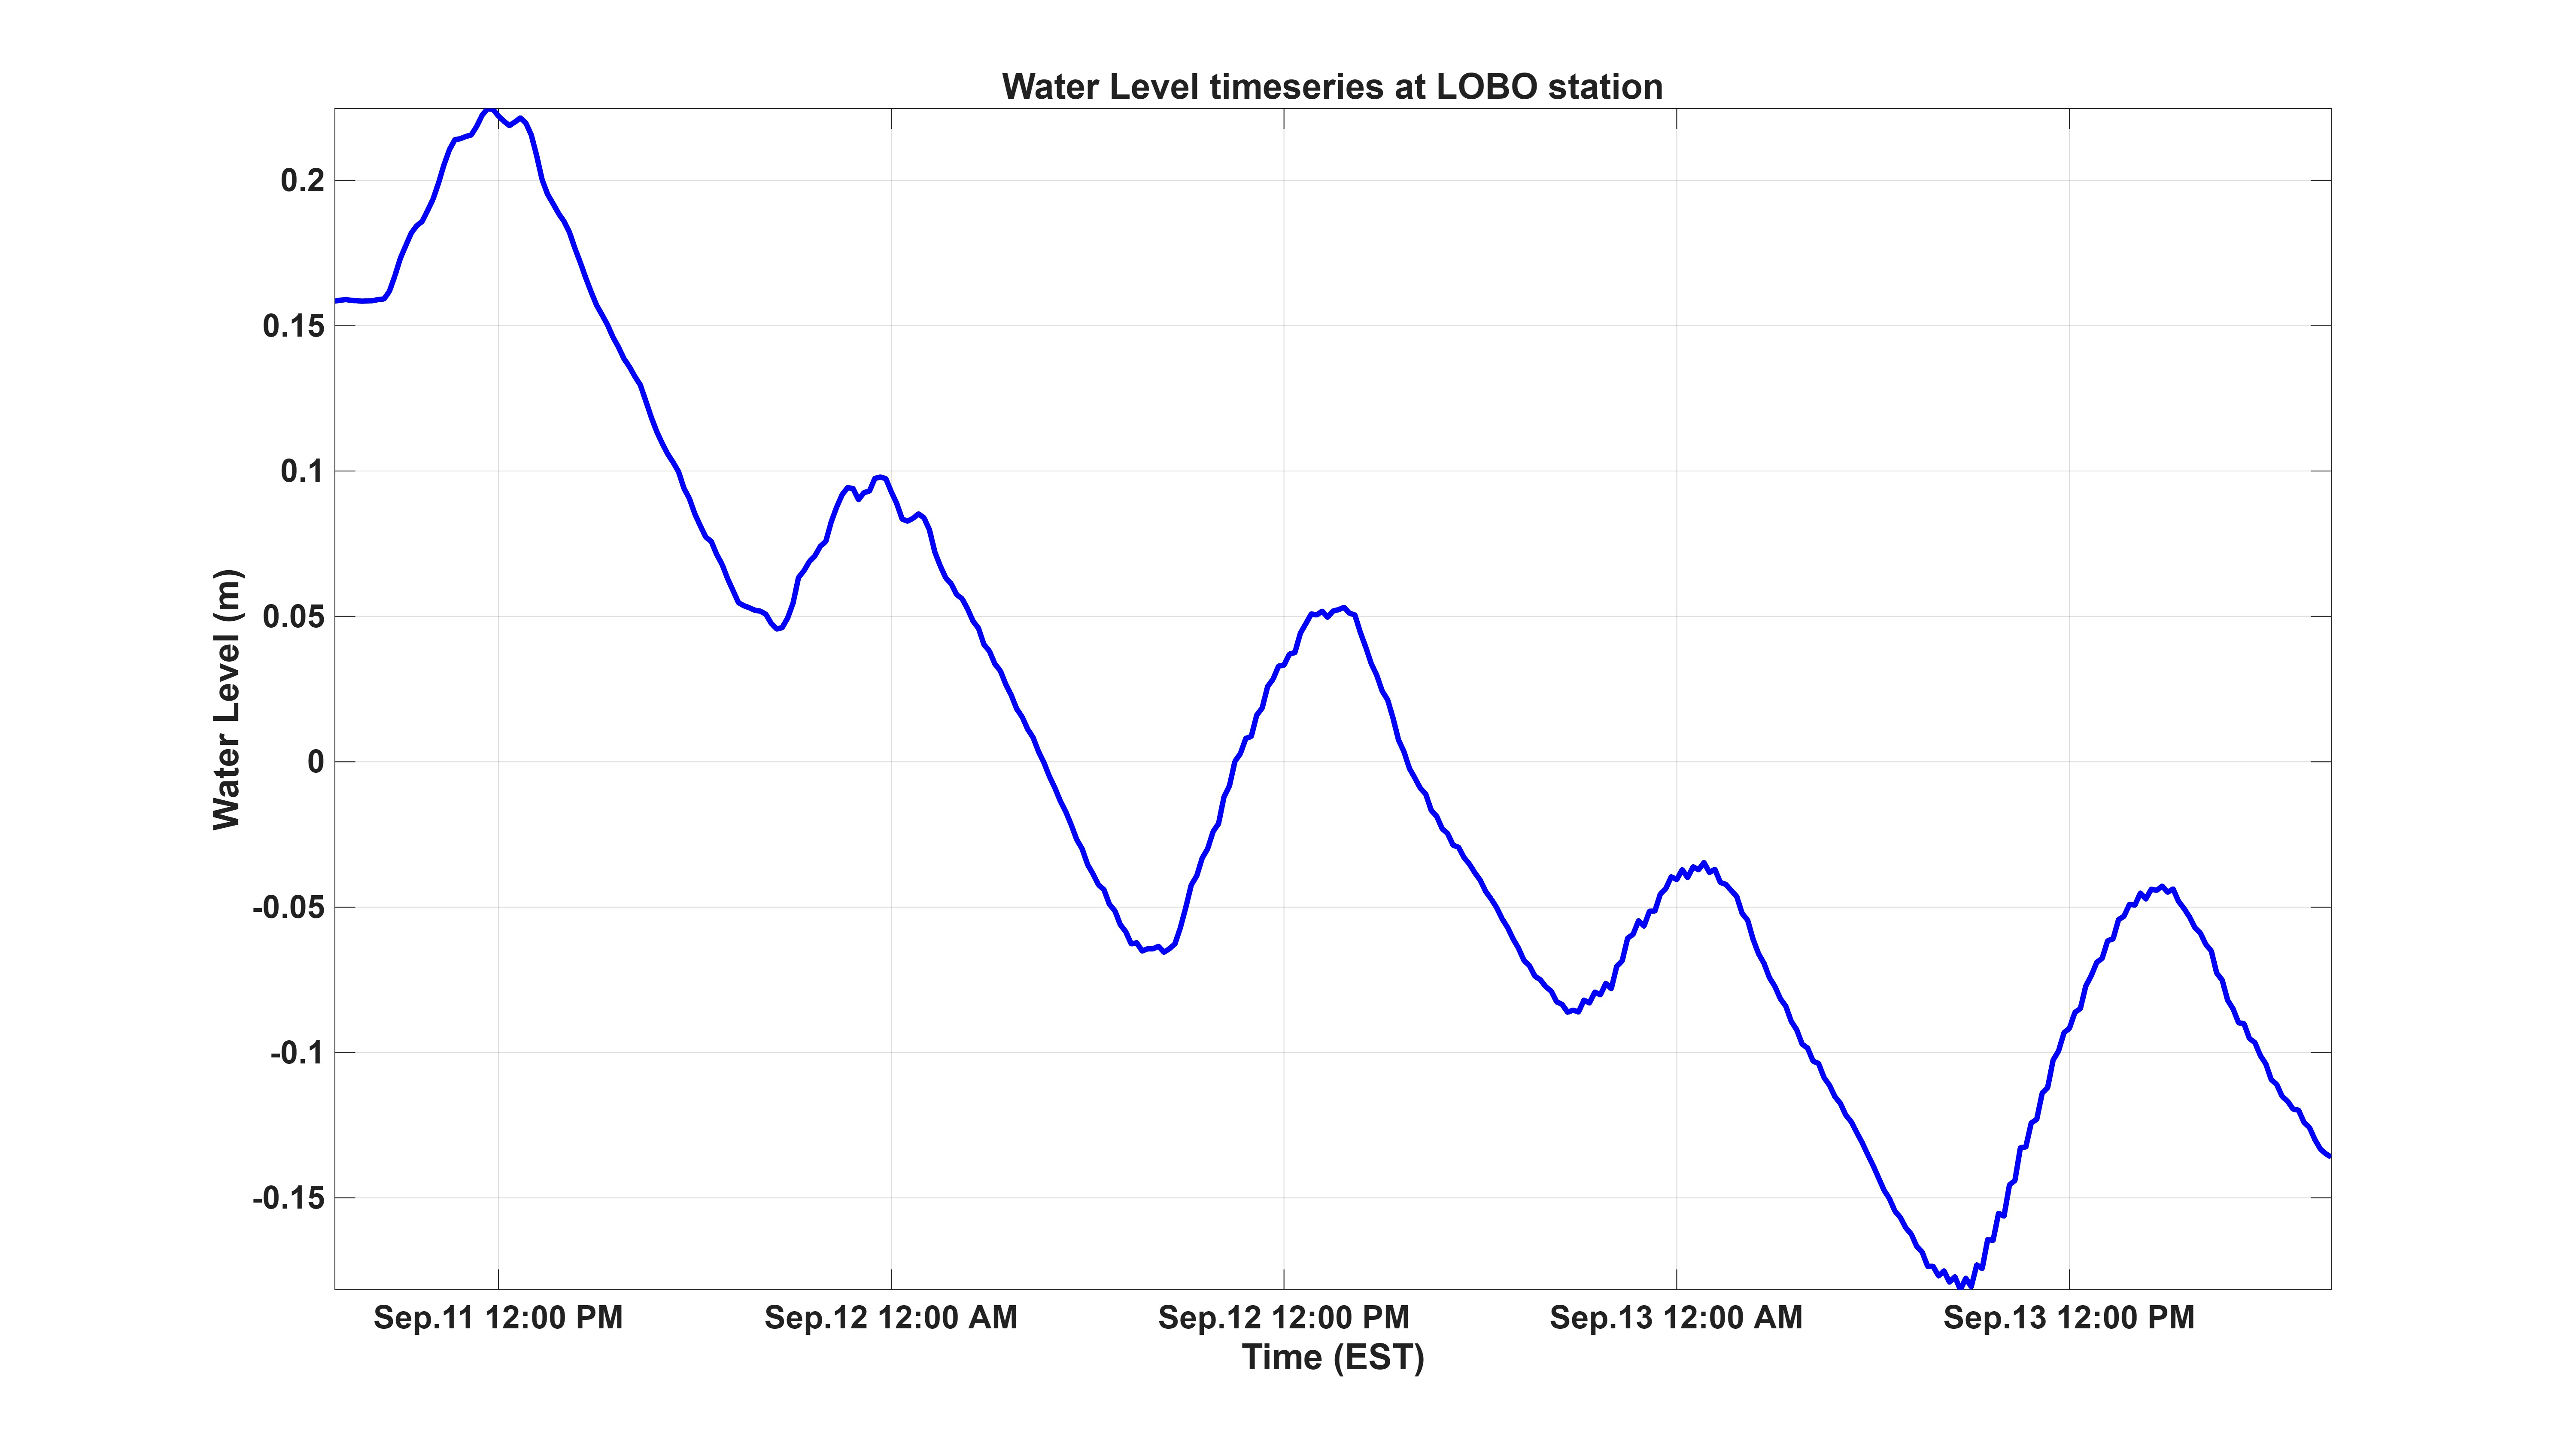 Water Level timeseries at LOBO station
0.2
0.15
0.1
0.05
0
-0.05
-0.1
-0.15
Water Level (m)
Sep.11 12:00 PM
Sep.12 12:00 AM
Sep.12 12:00 PM
Sep.13 12:00 AM
Sep.13 12:00 PM
Time (EST)